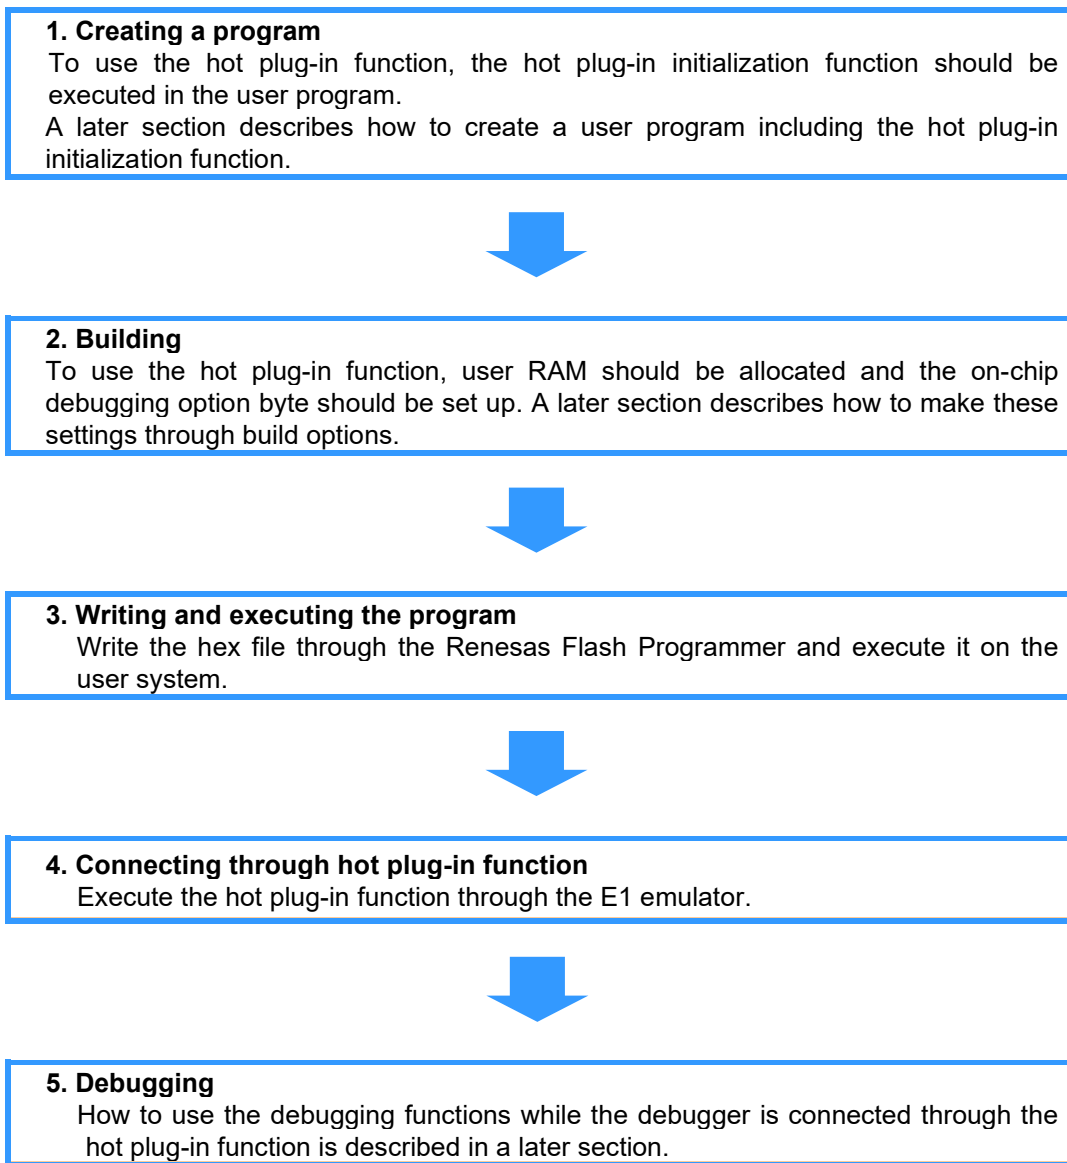 1. Creating a program
To use the hot plug-in function, the hot plug-in initialization function should be
executed in the user program.
A later section describes how to create a user program including the hot plug-in
initialization function.
2. Building
To use the hot plug-in function, user RAM should be allocated and the on-chip
debugging option byte should be set up. A later section describes how to make these
settings through build options.
3. Writing and executing the program
Write the hex file through the Renesas Flash Programmer and execute it on the
user system.
4. Connecting through hot plug-in function
Execute the hot plug-in function through the E1 emulator.
5. Debugging
How to use the debugging functions while the debugger is connected through the
hot plug-in function is described in a later section.